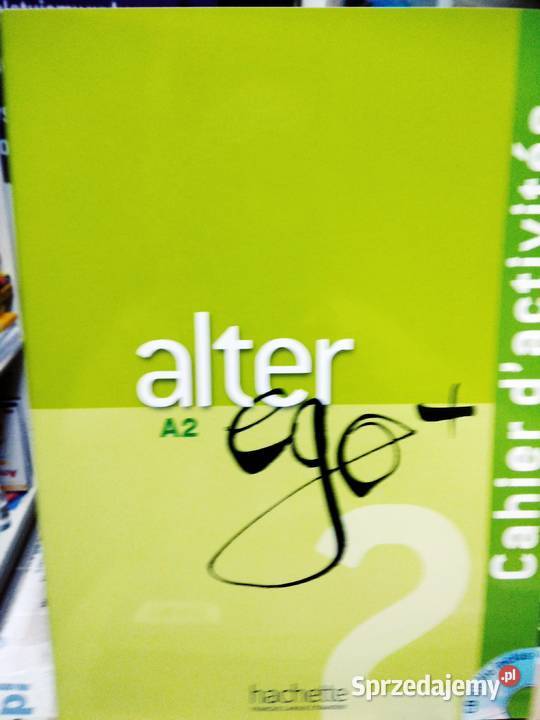 alter
A2
ego+
2
Cahier d'activités
hachette
Sprzedajemy.pl